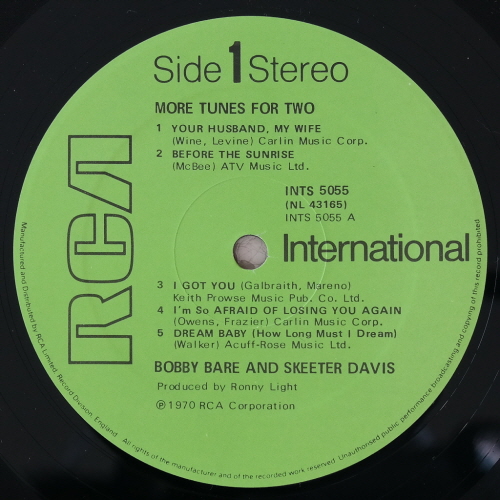 Side 1 Stereo
MORE TUNES FOR TWO
1 YOUR HUSBAND, MY WIFE
(Wine, Levine) Carlin Music Corp.
2 BEFORE THE SUNRISE
(McBee) ATV Music Ltd.
INTS 5055
(NL 43165)
INTS 5055 A
RCA
International
3 I GOT YOU (Galbraith, Mareno)
Keith Prowse Music Pub. Co. Ltd.
4 I'm So AFRAID OF LOSING YOU AGAIN
(Owens, Frazier) Carlin Music Corp.
5 DREAM BABY (How Long Must I Dream)
(Walker) Acuff-Rose Music Ltd.
BOBBY BARE AND SKEETER DAVIS
Produced by Ronny Light
℗ 1970 RCA Corporation
Manufactured and Distributed by RCA Limited, Record Division, England - All rights of the manufacturer and of the recorded work reserved. Unauthorised public performance broadcasting and copying of this record prohibited.